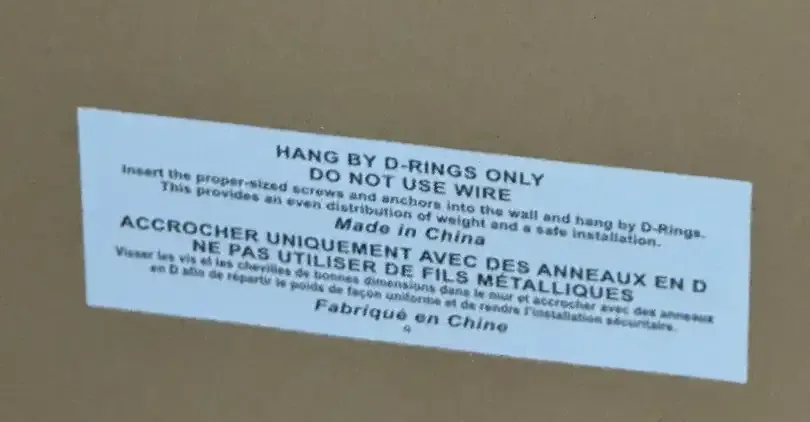 HANG BY D-RINGS ONLY
DO NOT USE WIRE
Insert the proper-sized screws and anchors into the wall and hang by D-Rings.
This provides an even distribution of weight and a safe installation.
Made in China
ACCROCHER UNIQUEMENT AVEC DES ANNEAUX EN D
NE PAS UTILISER DE FILS MÉTALLIQUES
Visser les vis et les chevilles de bonnes dimensions dans le mur et accrocher avec des anneaux
en D afin de répartir le poids de façon uniforme et de rendre l'installation sécuritaire.
Fabriqué en Chine